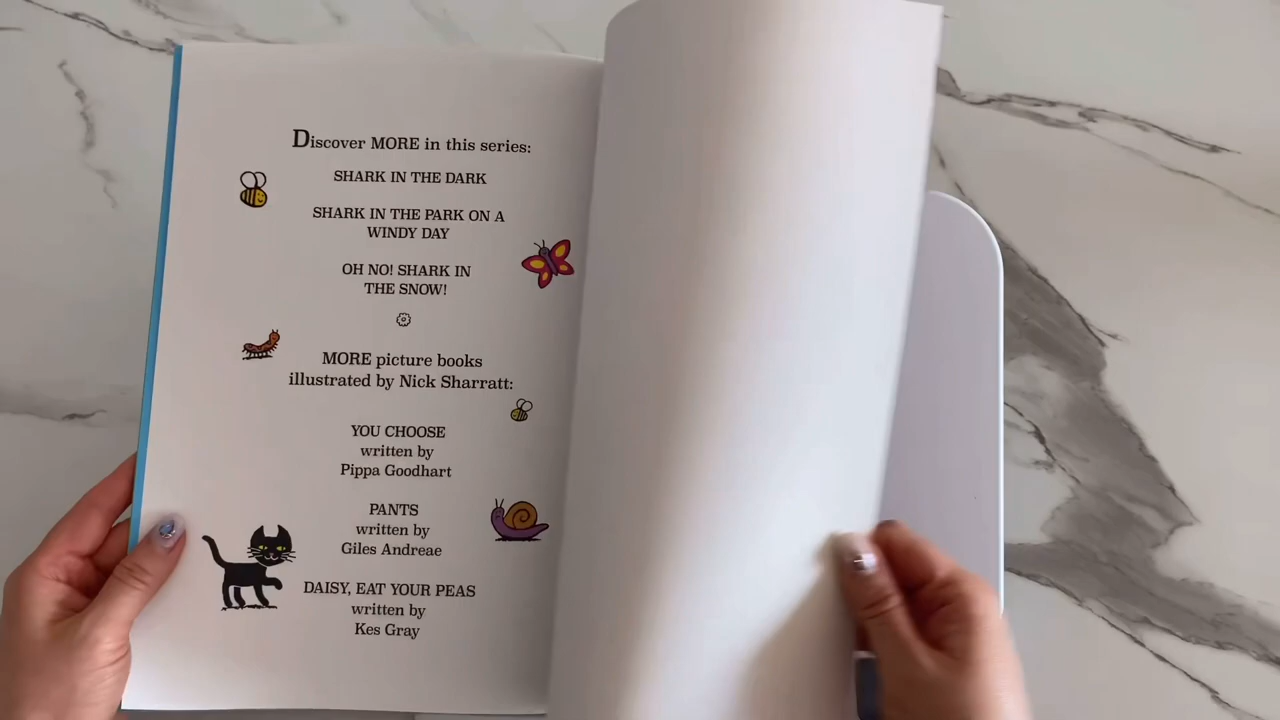 Discover MORE in this series:
SHARK IN THE DARK
SHARK IN THE PARK ON A
WINDY DAY
OH NO! SHARK IN
THE SNOW!
MORE picture books
illustrated by Nick Sharratt:
YOU CHOOSE
written by
Pippa Goodhart
PANTS
written by
Giles Andreae
DAISY, EAT YOUR PEAS
written by
Kes Gray